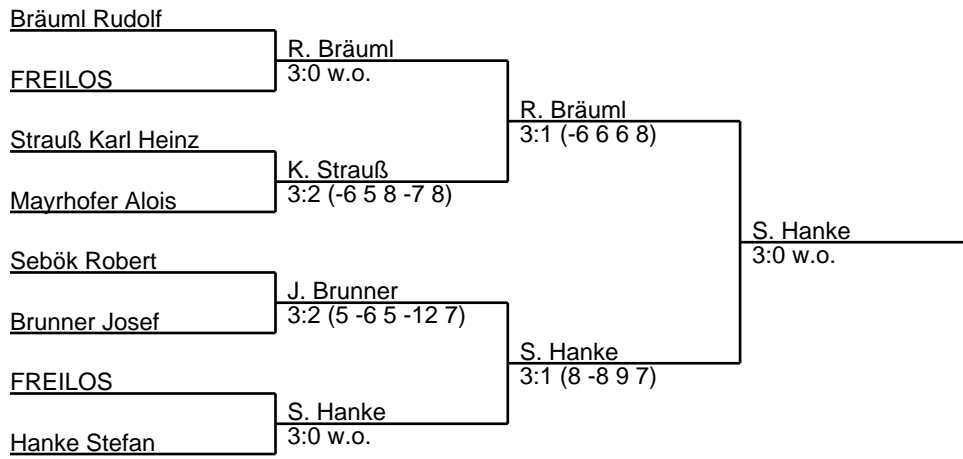 Bräuml Rudolf
FREILOS
Strauß Karl Heinz
Mayrhofer Alois
Sebök Robert
Brunner Josef
FREILOS
Hanke Stefan
R. Bräuml
3:0 w.o.
K. Strauß
3:2 (-6 5 8 -7 8)
J. Brunner
3:2 (5 -6 5 -12 7)
S. Hanke
3:0 w.o.
R. Bräuml
3:1 (-6 6 6 8)
S. Hanke
3:1 (8 -8 9 7)
S. Hanke
3:0 w.o.